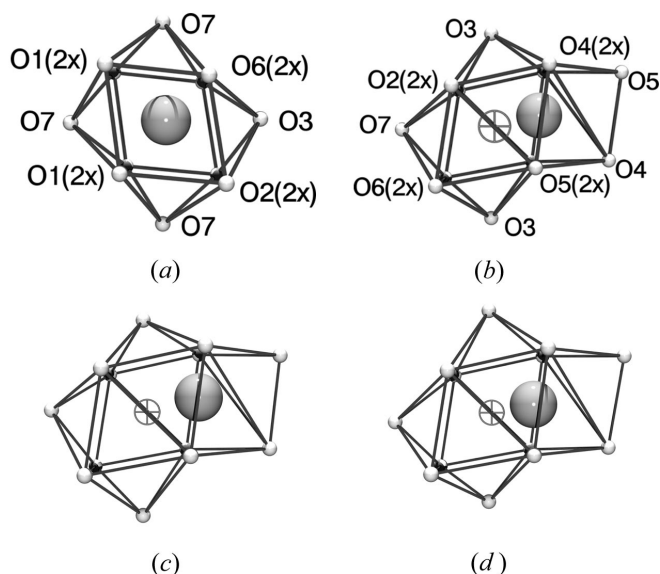 O7
O1(2x)
O6(2x)
O7
O3
O1(2x)
O2(2x)
O7
(a)
O3
O4(2x)
O5
O2(2x)
O7
O4
O6(2x)
O5(2x)
O3
(b)
(c)
(d)